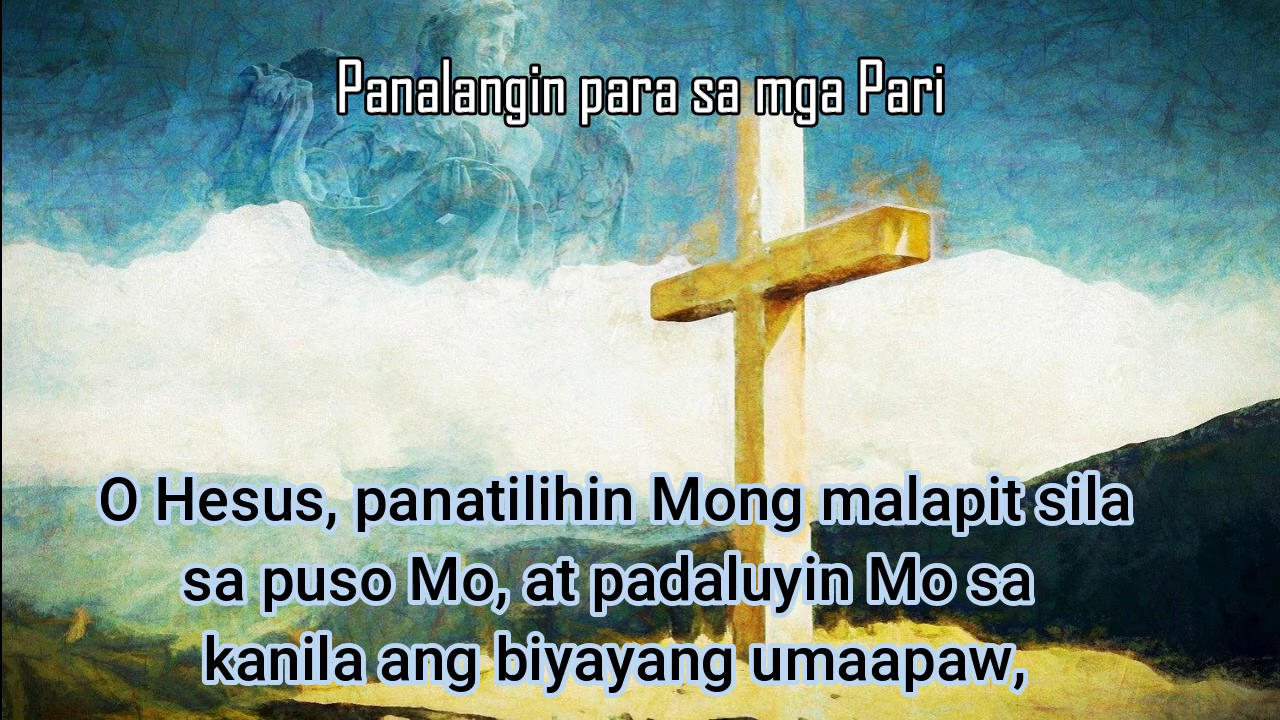 Panalangin para sa mga Pari
O Hesus, panatilihin Mong malapit sila
sa puso Mo, at padaluyin Mo sa
kanila ang biyayang umaapaw,